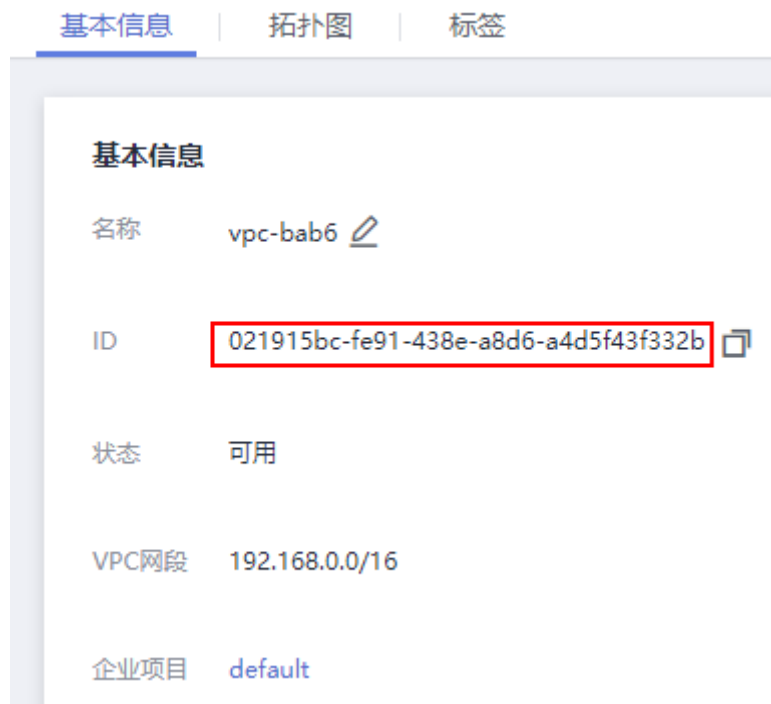 基本信息 拓扑图 标签
基本信息
名称 vpc-bab6
ID 021915bc-fe91-438e-a8d6-a4d5f43f332b
状态 可用
VPC网段 192.168.0.0/16
企业项目 default